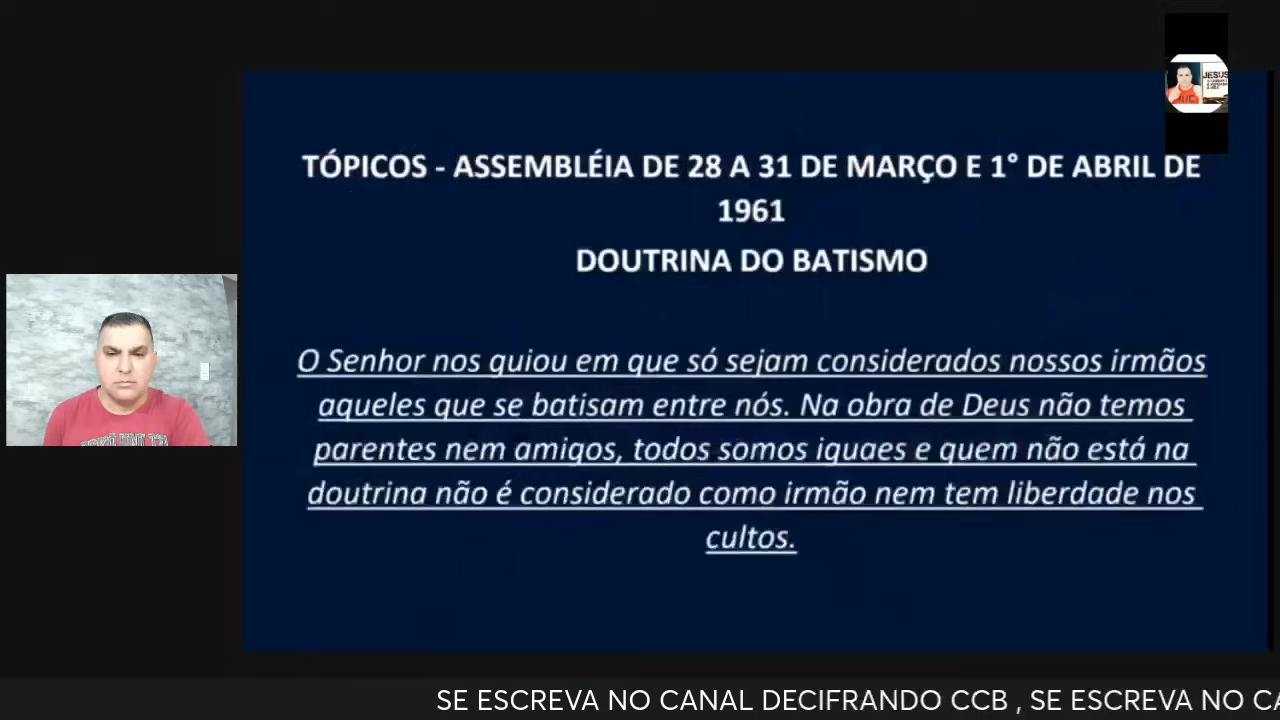 JESUS
TÓPICOS - ASSEMBLÉIA DE 28 A 31 DE MARÇO E 1° DE ABRIL DE
1961
DOUTRINA DO BATISMO
O Senhor nos guiou em que só sejam considerados nossos irmãos
aqueles que se batisam entre nós. Na obra de Deus não temos
parentes nem amigos, todos somos iguaes e quem não está na
doutrina não é considerado como irmão nem tem liberdade nos
cultos.
SE ESCREVA NO CANAL DECIFRANDO CCB , SE ESCREVA NO CA